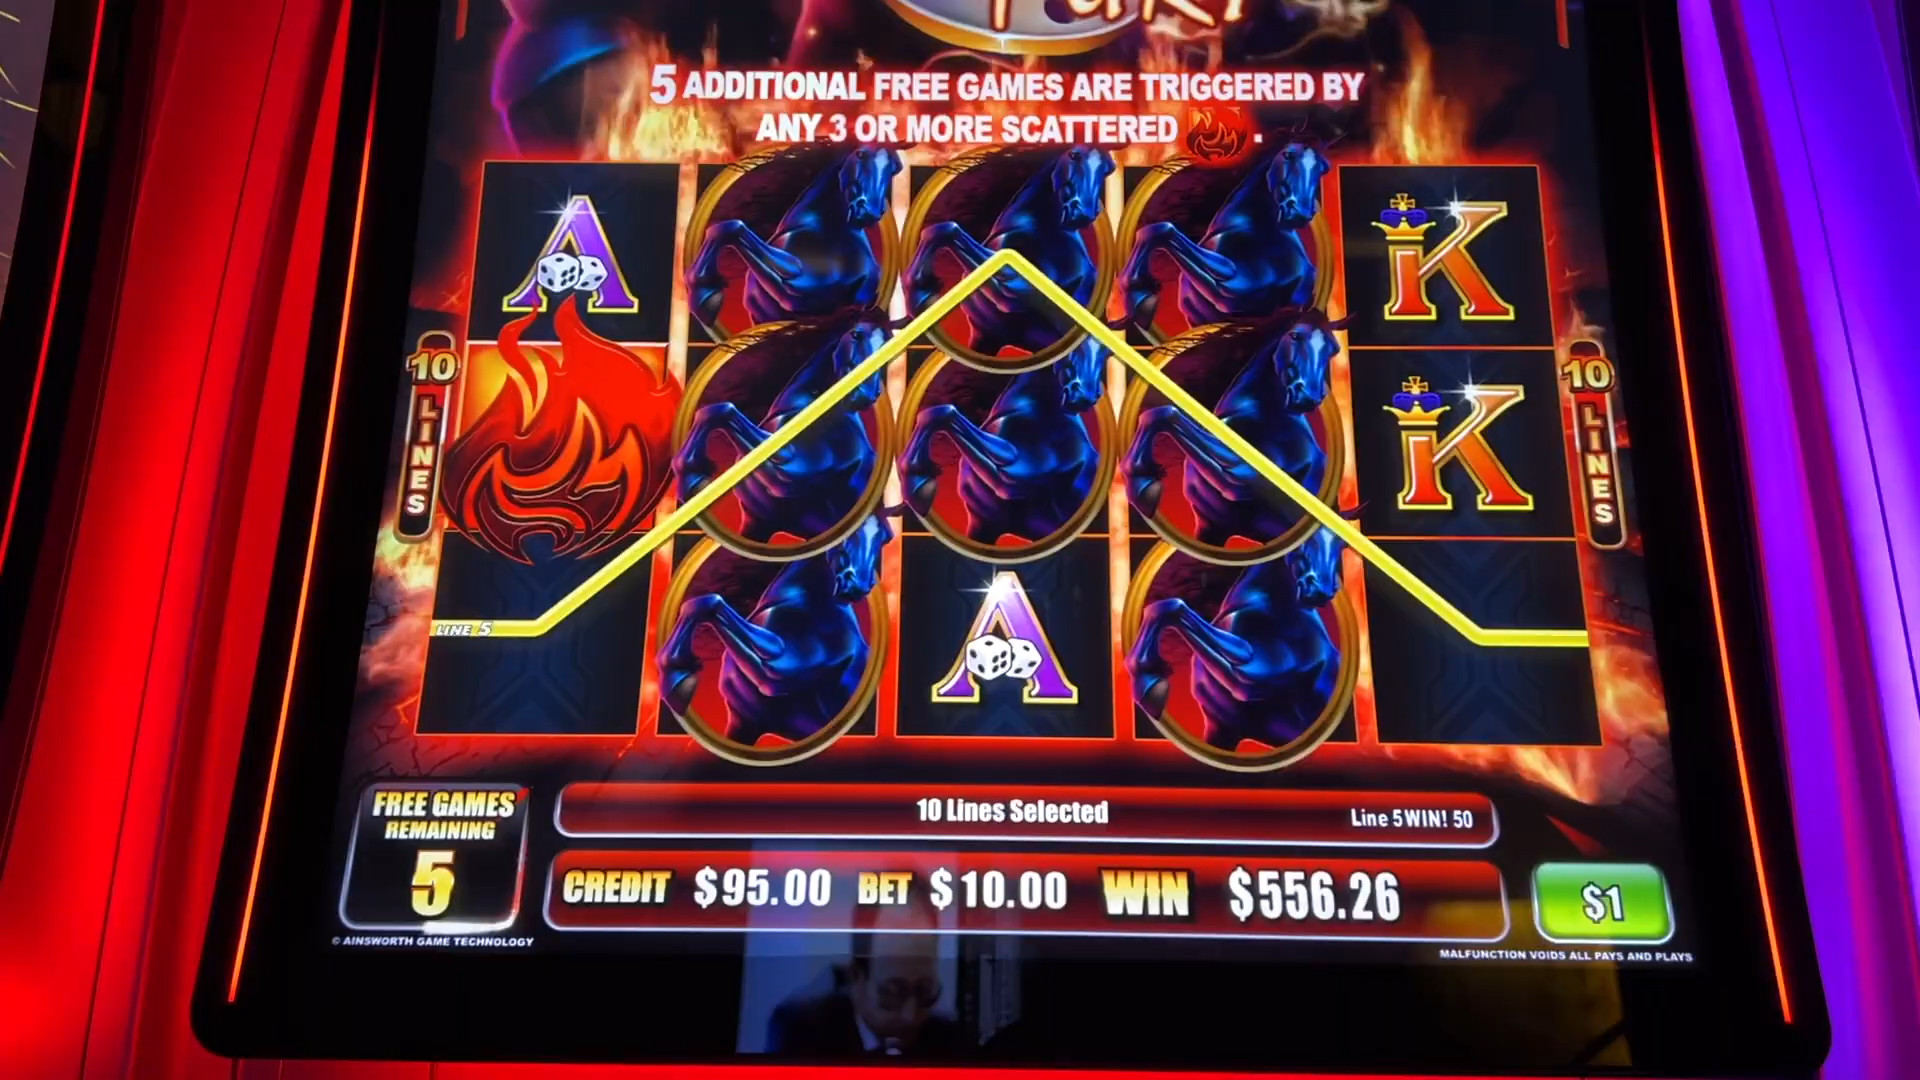 5 ADDITIONAL FREE GAMES ARE TRIGGERED BY
ANY 3 OR MORE SCATTERED .
A
K
10 LINES
10 LINES
K
LINE 5
A
FREE GAMES
REMAINING
5
10 Lines Selected
Line 5WIN! 50
CREDIT $95.00 BET $10.00 WIN $556.26
$1
© AINSWORTH GAME TECHNOLOGY
MALFUNCTION VOIDS ALL PAYS AND PLAYS